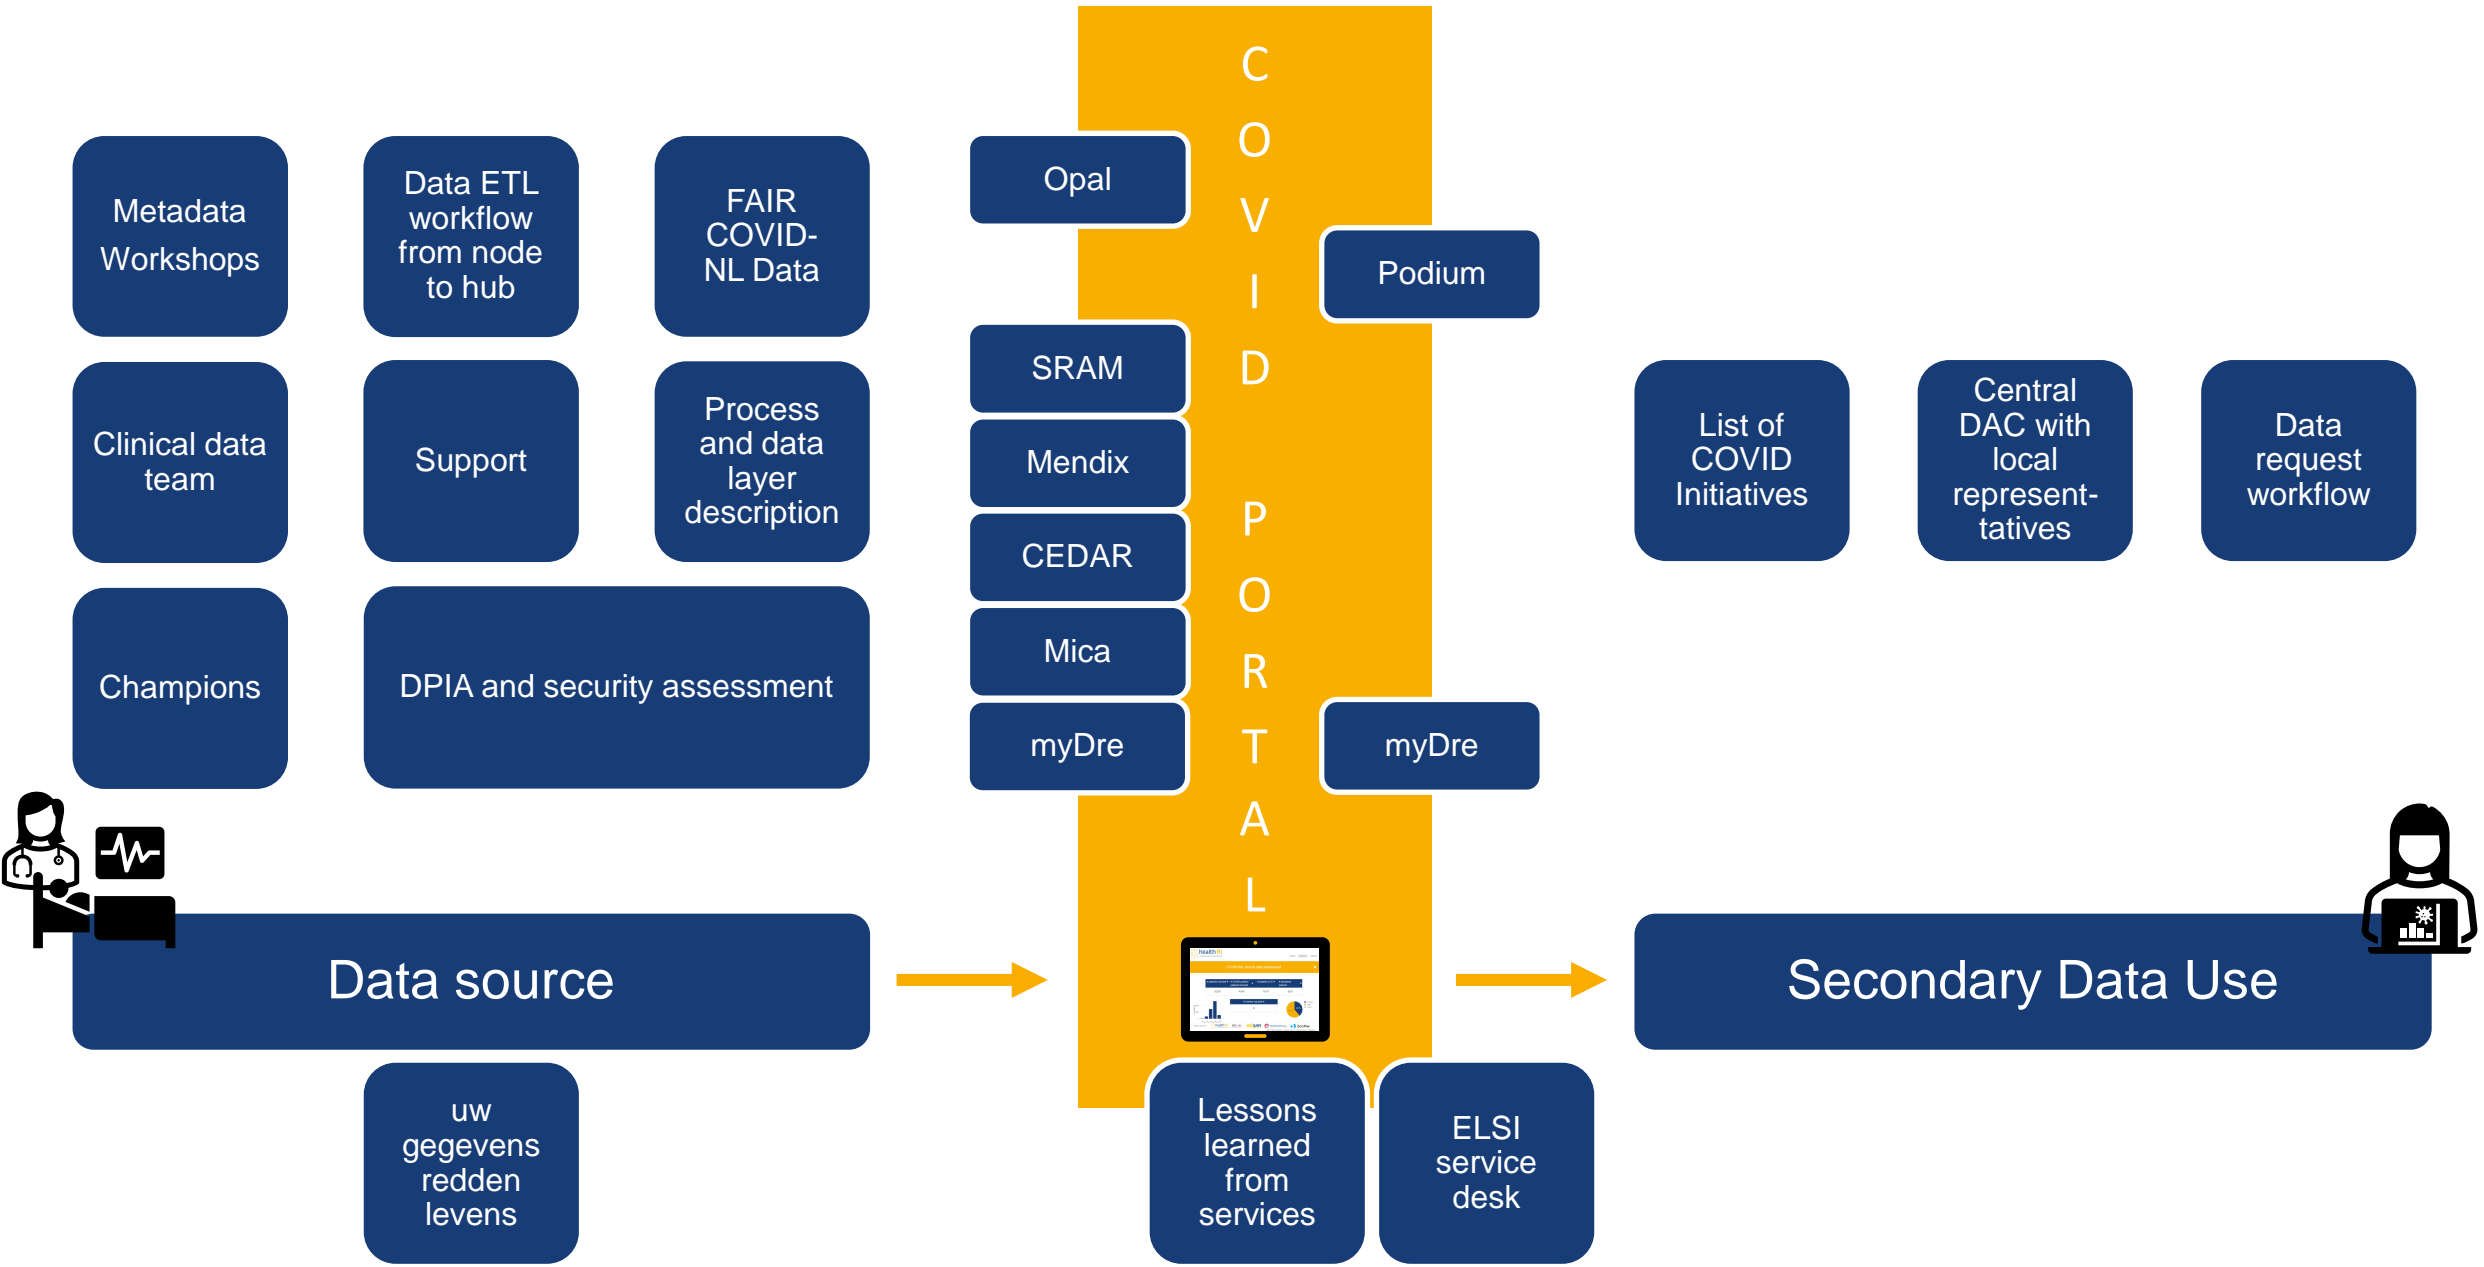 Metadata
Workshops
Data ETL
workflow
from node
to hub
FAIR
COVID-
NL Data
Clinical data
team
Support
Process
and data
layer
description
Champions
DPIA and security assessment
Data source
uw
gegevens
redden
levens
C
O
V
I
D
P
O
R
T
A
L
Opal
SRAM
Mendix
CEDAR
Mica
myDre
Podium
myDre
health RI
Lessons
learned
from
services
ELSI
service
desk
List of
COVID
Initiatives
Central
DAC with
local
represent-
tatives
Data
request
workflow
Secondary Data Use